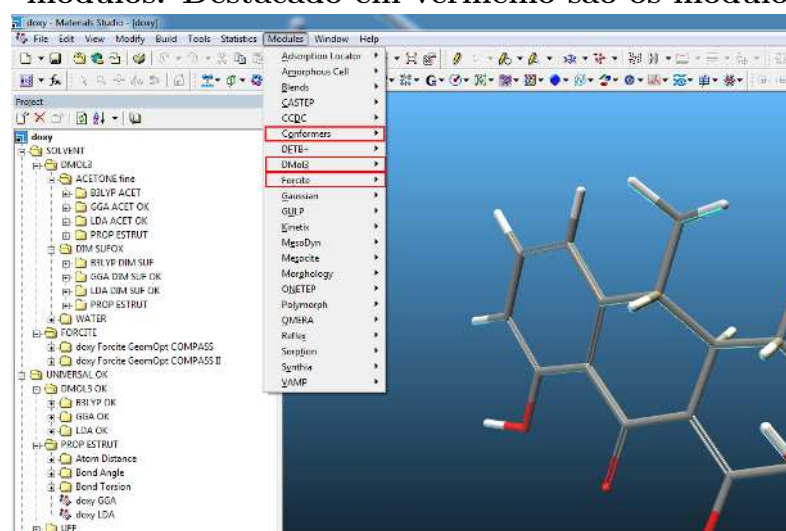 módulos. Destacado em vermelho são os módulo
doxy - Materials Studio - [doxy]
File Edit View Modify Build Tools Statistics Modules Window Help
Project
doxy
SOLVENT
DMOL3
ACETONE fine
B3LYP ACET
GGA ACET OK
LDA ACET OK
PROP ESTRUT
DIM SUFOX
B3LYP DIM SUF
GGA DIM SUF OK
LDA DIM SUF OK
PROP ESTRUT
WATER
FORCITE
doxy Forcite GeomOpt COMPASS
doxy Forcite GeomOpt COMPASS II
UNIVERSAL OK
DMOL3 OK
B3LYP OK
GGA OK
LDA OK
PROP ESTRUT
Atom Distance
Bond Angle
Bond Torsion
doxy GGA
doxy LDA
UFF
Adsorption Locator
Amorphous Cell
Blends
CASTEP
CCDC
Conformers
DFTB+
DMol3
Forcite
Gaussian
GULP
Kinetix
MesoDyn
Mesocite
Morphology
ONETEP
Polymorph
QMERA
Reflex
Sorption
Synthia
VAMP